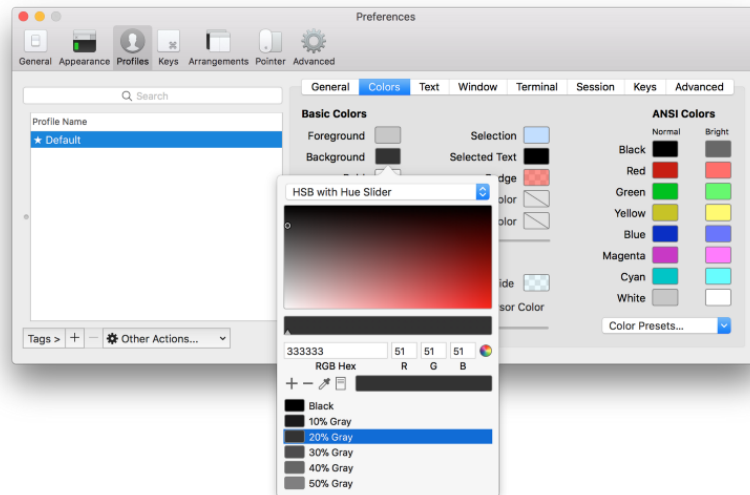 Preferences
General Appearance Profiles Keys Arrangements Pointer Advanced
Search
Profile Name
★ Default
Tags > + − Other Actions...
General Colors Text Window Terminal Session Keys Advanced
Basic Colors
Foreground
Background
Selection
Selected Text
ANSI Colors
Normal Bright
Black
Red
Green
Yellow
Blue
Magenta
Cyan
White
Color Presets...
sor Color
HSB with Hue Slider
333333 51 51 51
RGB Hex R G B
Black
10% Gray
20% Gray
30% Gray
40% Gray
50% Gray